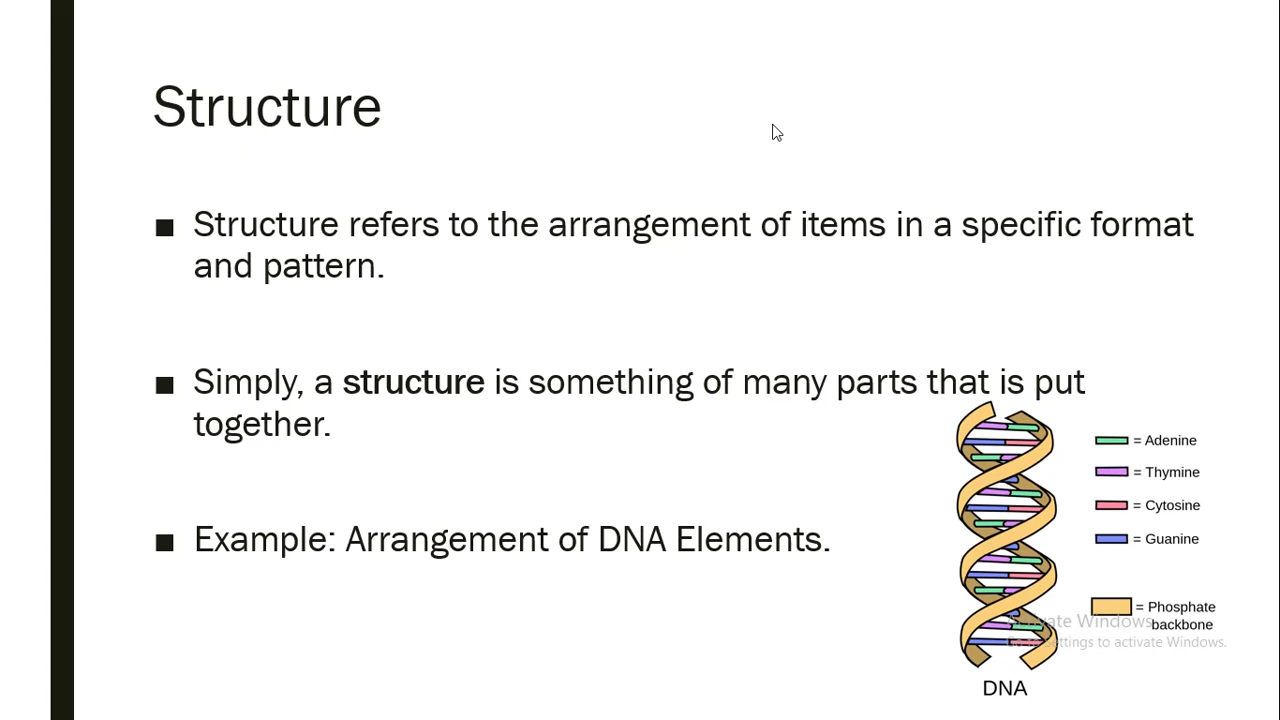 Structure
■ Structure refers to the arrangement of items in a specific format
and pattern.
■ Simply, a structure is something of many parts that is put
together.
= Adenine
= Thymine
= Cytosine
■ Example: Arrangement of DNA Elements.
= Guanine
= Phosphate
backbone
Activate Windows
Go to Settings to activate Windows.
DNA